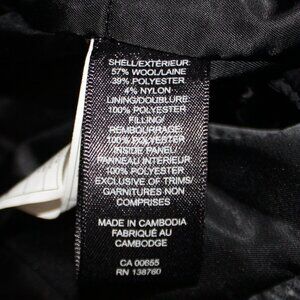 SHELL/EXTÉRIEUR:
57% WOOL/LAINE
39% POLYESTER
4% NYLON
LINING/DOUBLURE:
100% POLYESTER
FILLING/
REMBOURRAGE:
100% POLYESTER
INSIDE PANEL/
PANNEAU INTÉRIEUR
100% POLYESTER
EXCLUSIVE OF TRIMS/
GARNITURES NON
COMPRISES
MADE IN CAMBODIA
FABRIQUÉ AU
CAMBODGE
CA 00655
RN 138760